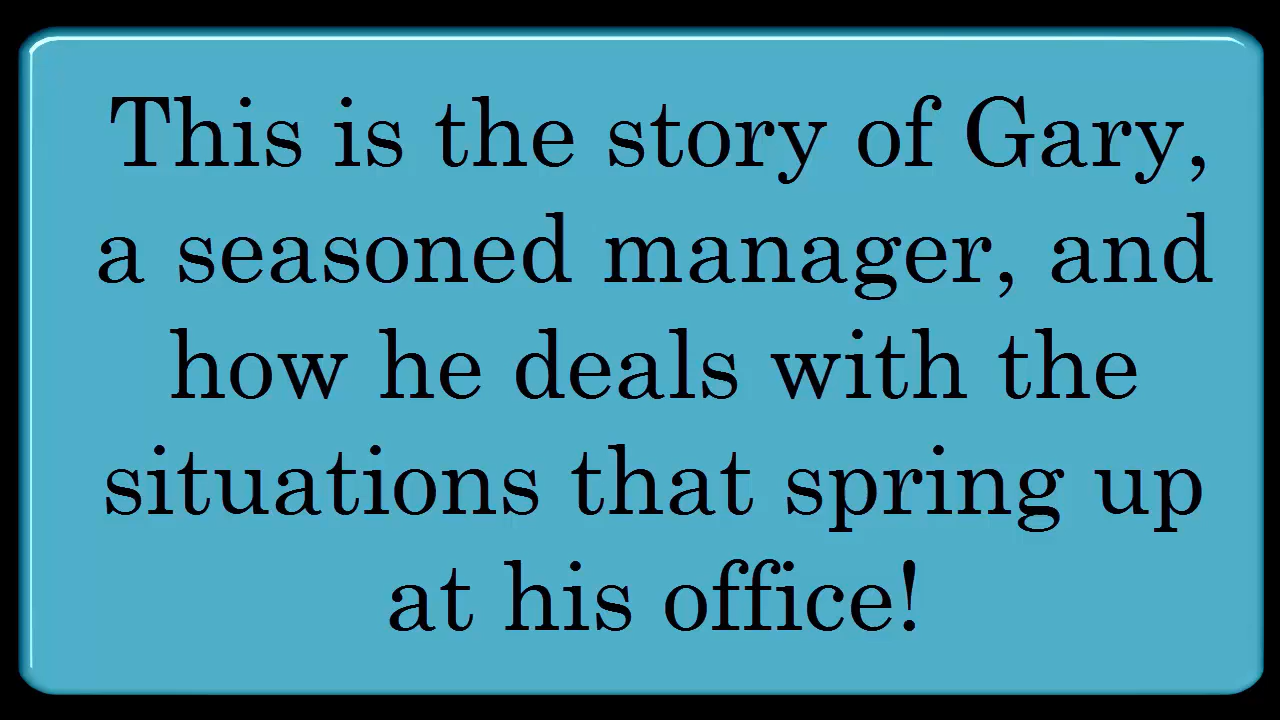 This is the story of Gary,
a seasoned manager, and
how he deals with the
situations that spring up
at his office!